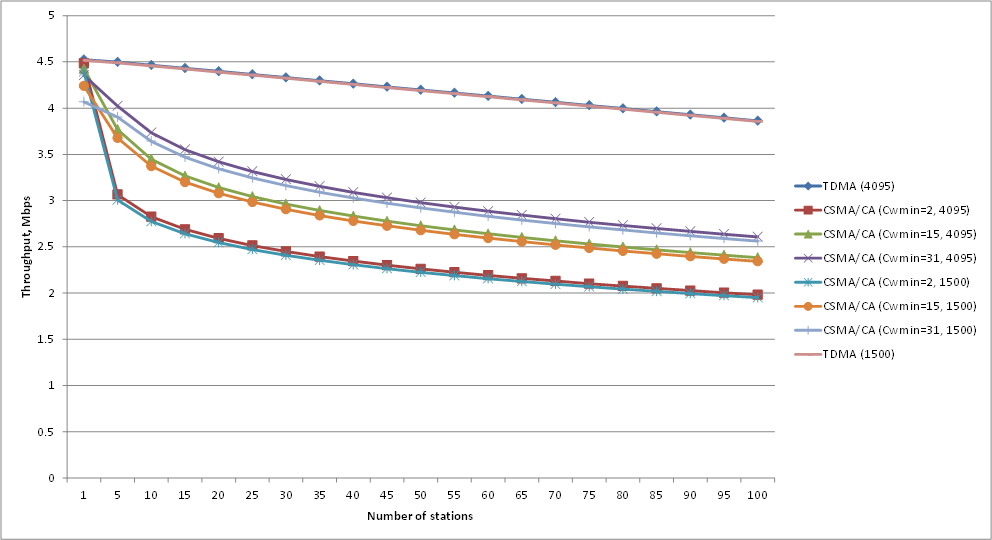 5
4.5
4
3.5
3
2.5
2
1.5
1
0.5
0
Throughput, Mbps
1 5 10 15 20 25 30 35 40 45 50 55 60 65 70 75 80 85 90 95 100
Number of stations
TDMA (4095)
CSMA/CA (Cwmin=2, 4095)
CSMA/CA (Cwmin=15, 4095)
CSMA/CA (Cwmin=31, 4095)
CSMA/CA (Cwmin=2, 1500)
CSMA/CA (Cwmin=15, 1500)
CSMA/CA (Cwmin=31, 1500)
TDMA (1500)